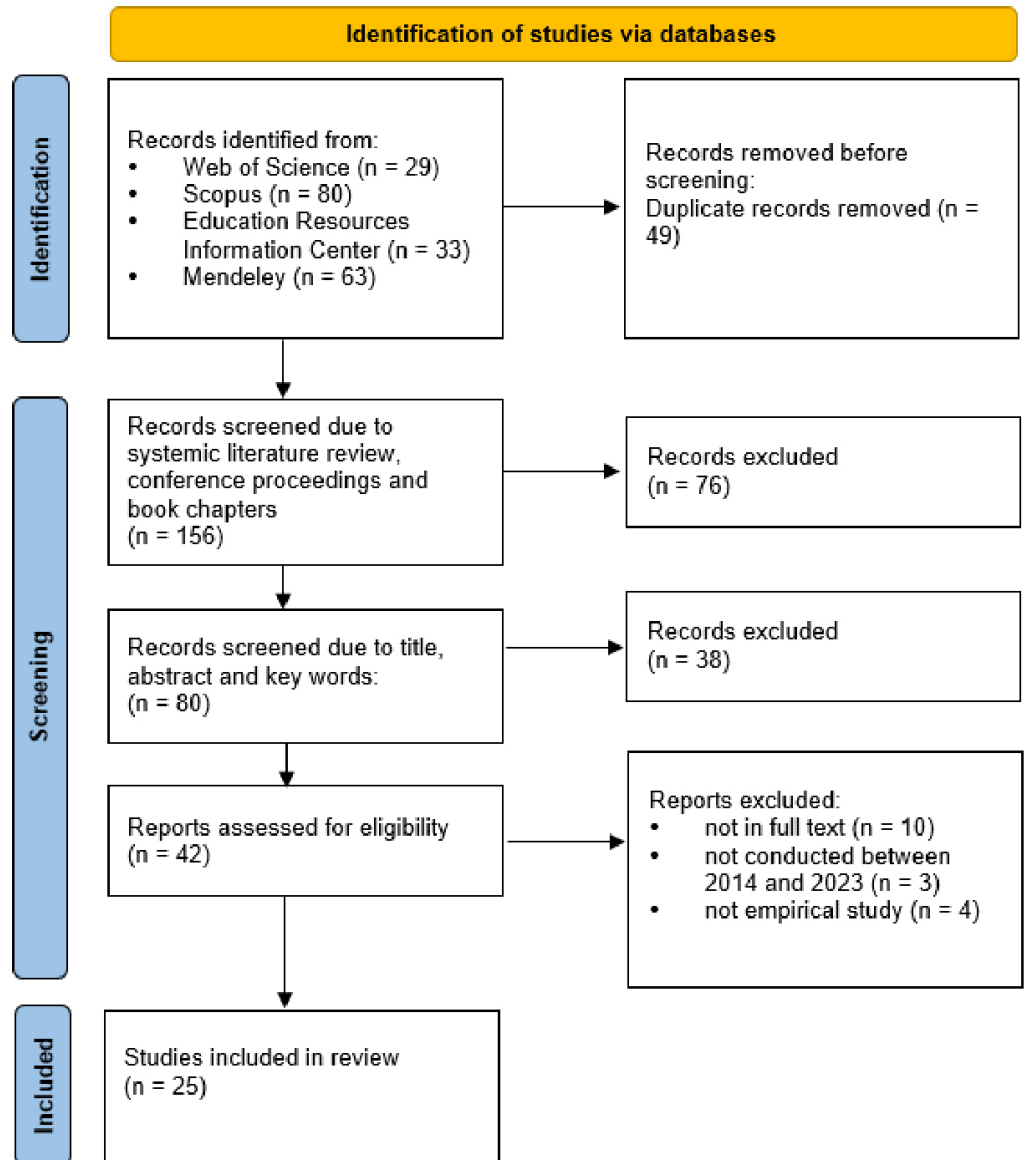 Identification of studies via databases
Identification
Records identified from:
• Web of Science (n = 29)
• Scopus (n = 80)
• Education Resources
Information Center (n = 33)
• Mendeley (n = 63)
Records removed before
screening:
Duplicate records removed (n =
49)
Screening
Records screened due to
systemic literature review,
conference proceedings and
book chapters
(n = 156)
Records excluded
(n = 76)
Records screened due to title,
abstract and key words:
(n = 80)
Records excluded
(n = 38)
Reports assessed for eligibility
(n = 42)
Reports excluded:
• not in full text (n = 10)
• not conducted between
2014 and 2023 (n = 3)
• not empirical study (n = 4)
Included
Studies included in review
(n = 25)